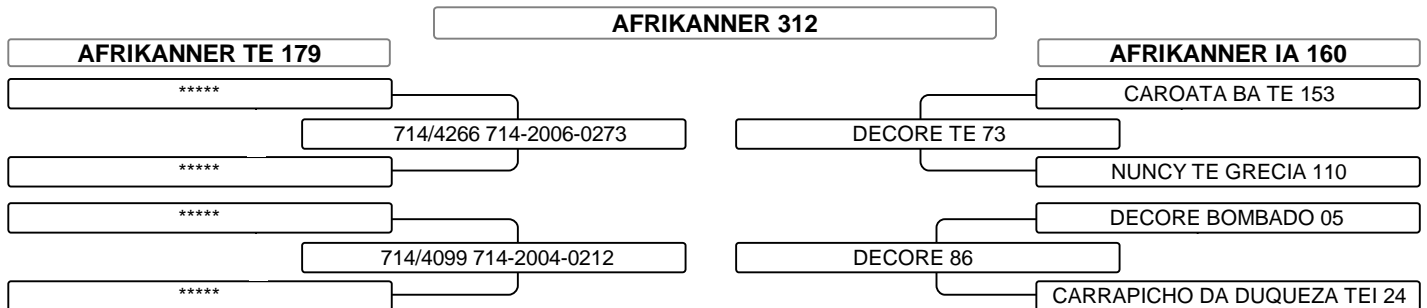 AFRIKANNER 312
AFRIKANNER TE 179
AFRIKANNER IA 160
*****
CAROATA BA TE 153
714/4266 714-2006-0273
DECORE TE 73
*****
NUNCY TE GRECIA 110
*****
DECORE BOMBADO 05
714/4099 714-2004-0212
DECORE 86
*****
CARRAPICHO DA DUQUEZA TEI 24